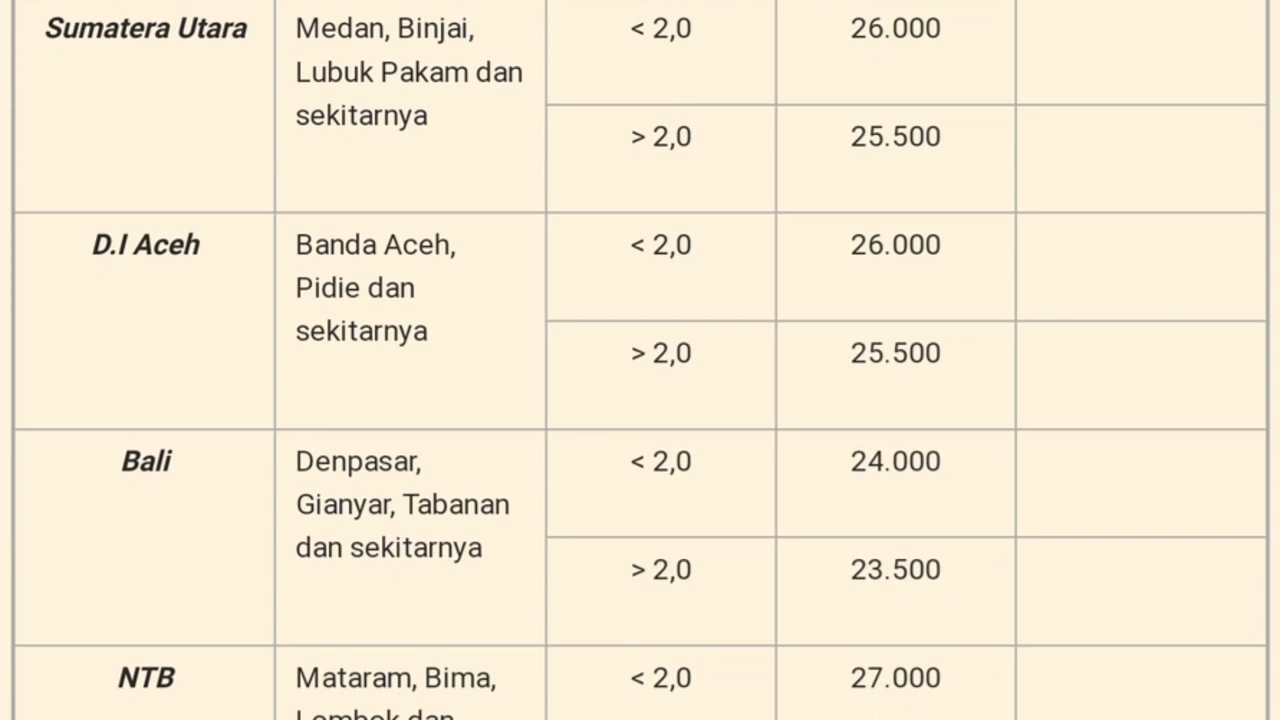 Sumatera Utara
Medan, Binjai,
Lubuk Pakam dan
sekitarnya
< 2,0
26.000
> 2,0
25.500
D.I Aceh
Banda Aceh,
Pidie dan
sekitarnya
< 2,0
26.000
> 2,0
25.500
Bali
Denpasar,
Gianyar, Tabanan
dan sekitarnya
< 2,0
24.000
> 2,0
23.500
NTB
Mataram, Bima,
Lombok dan
< 2,0
27.000